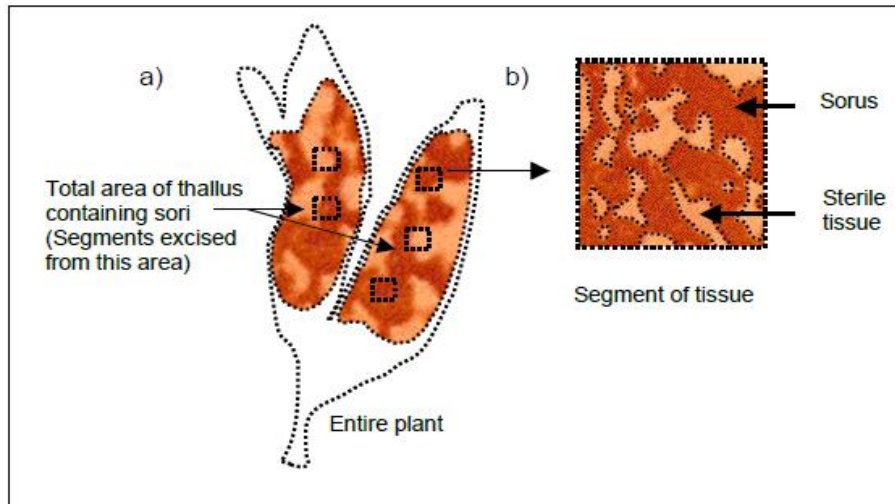 a)
b)
Sorus
Total area of thallus
containing sori
(Segments excised
from this area)
Sterile
tissue
Segment of tissue
Entire plant